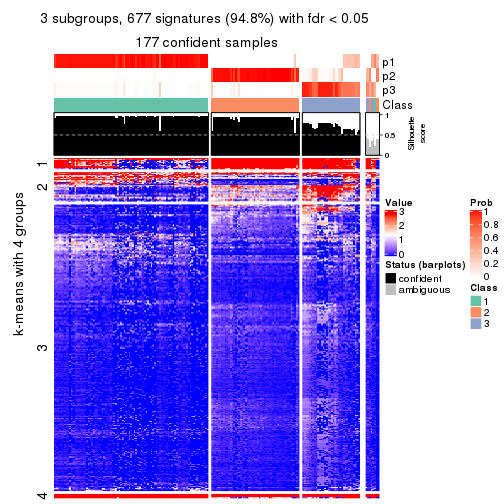 3 subgroups, 677 signatures (94.8%) with fdr < 0.05
177 confident samples
p1
p2
p3
Class
1
0.5
0
Silhouette
score
k-means with 4 groups
1
2
3
4
Value
3
2
1
0
Status (barplots)
confident
ambiguous
Prob
1
0.8
0.6
0.4
0.2
0
Class
1
2
3